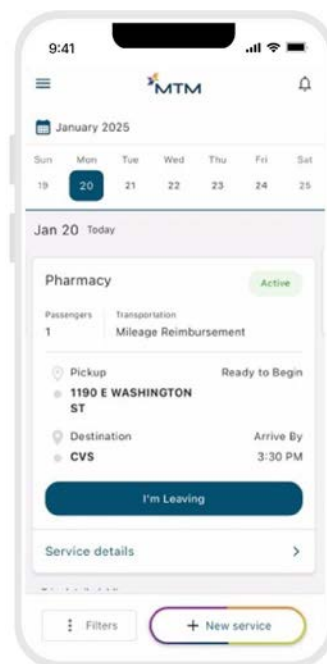 9:41
MTM
January 2025
Sun Mon Tue Wed Thu Fri Sat
19 20 21 22 23 24 25
Jan 20 Today
Pharmacy Active
Passengers Transportation
1 Mileage Reimbursement
Pickup Ready to Begin
1190 E WASHINGTON
ST
Destination Arrive By
CVS 3:30 PM
I'm Leaving
Service details
Filters + New service